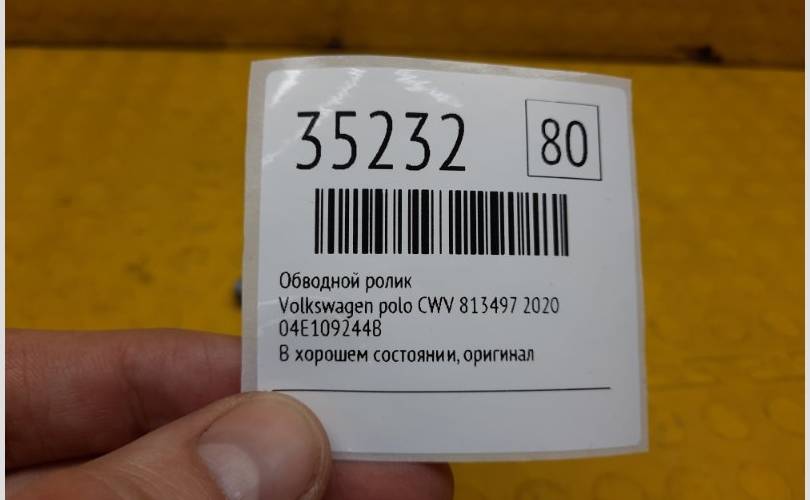 35232
80
Обводной ролик
Volkswagen polo CWV 813497 2020
04E109244B
В хорошем состоянии, оригинал